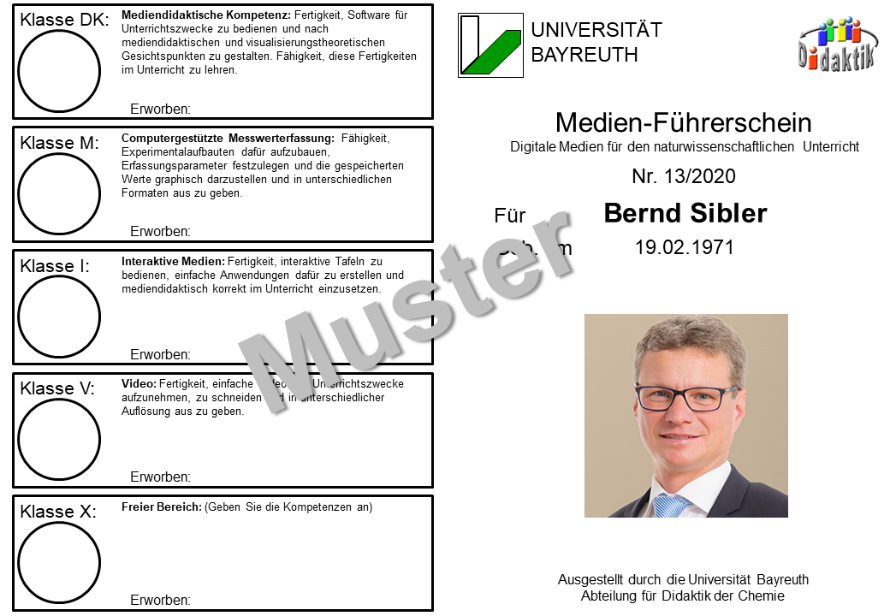 Klasse DK:
Mediendidaktische Kompetenz: Fertigkeit, Software für
Unterrichtszwecke zu bedienen und nach
mediendidaktischen und visualisierungstheoretischen
Gesichtspunkten zu gestalten. Fähigkeit, diese Fertigkeiten
im Unterricht zu lehren.
Erworben:
Klasse M:
Computergestützte Messwerterfassung: Fähigkeit,
Experimentalaufbauten dafür aufzubauen,
Erfassungsparameter festzulegen und die gespeicherten
Werte graphisch darzustellen und in unterschiedlichen
Formaten aus zu geben.
Erworben:
Klasse I:
Interaktive Medien: Fertigkeit, interaktive Tafeln zu
bedienen, einfache Anwendungen dafür zu erstellen und
mediendidaktisch korrekt im Unterricht einzusetzen.
Erworben:
Klasse V:
Video: Fertigkeit, einfache Unterrichtszwecke
aufzunehmen, zu schneiden in unterschiedlicher
Auflösung aus zu geben.
Erworben:
Klasse X:
Freier Bereich: (Geben Sie die Kompetenzen an)
Erworben:
UNIVERSITÄT
BAYREUTH
Didaktik
Medien-Führerschein
Digitale Medien für den naturwissenschaftlichen Unterricht
Nr. 13/2020
Für Bernd Sibler
19.02.1971
Muster
Ausgestellt durch die Universität Bayreuth
Abteilung für Didaktik der Chemie